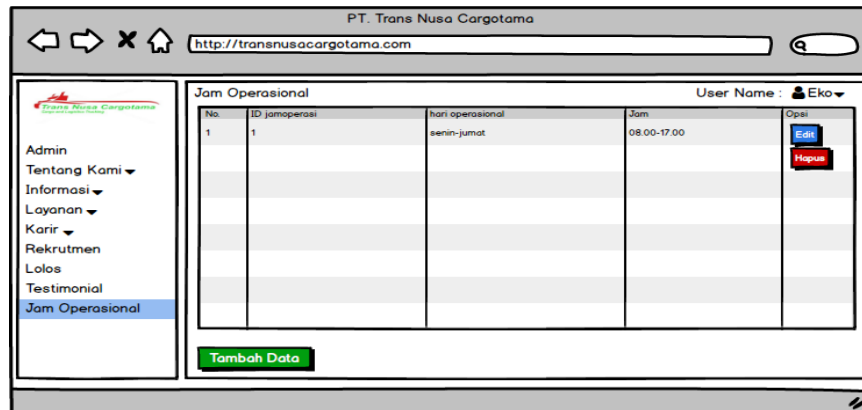 PT. Trans Nusa Cargotama
http://transnusacargotama.com
Trans Nusa Cargotama
Jam Operasional
User Name : Eko
No. ID jamoperasi hari operasional Jam Opsi
1 1 senin-jumat 08.00-17.00 Edit
Hapus
Admin
Tentang Kami
Informasi
Layanan
Karir
Rekrutmen
Lolos
Testimonial
Jam Operasional
Tambah Data